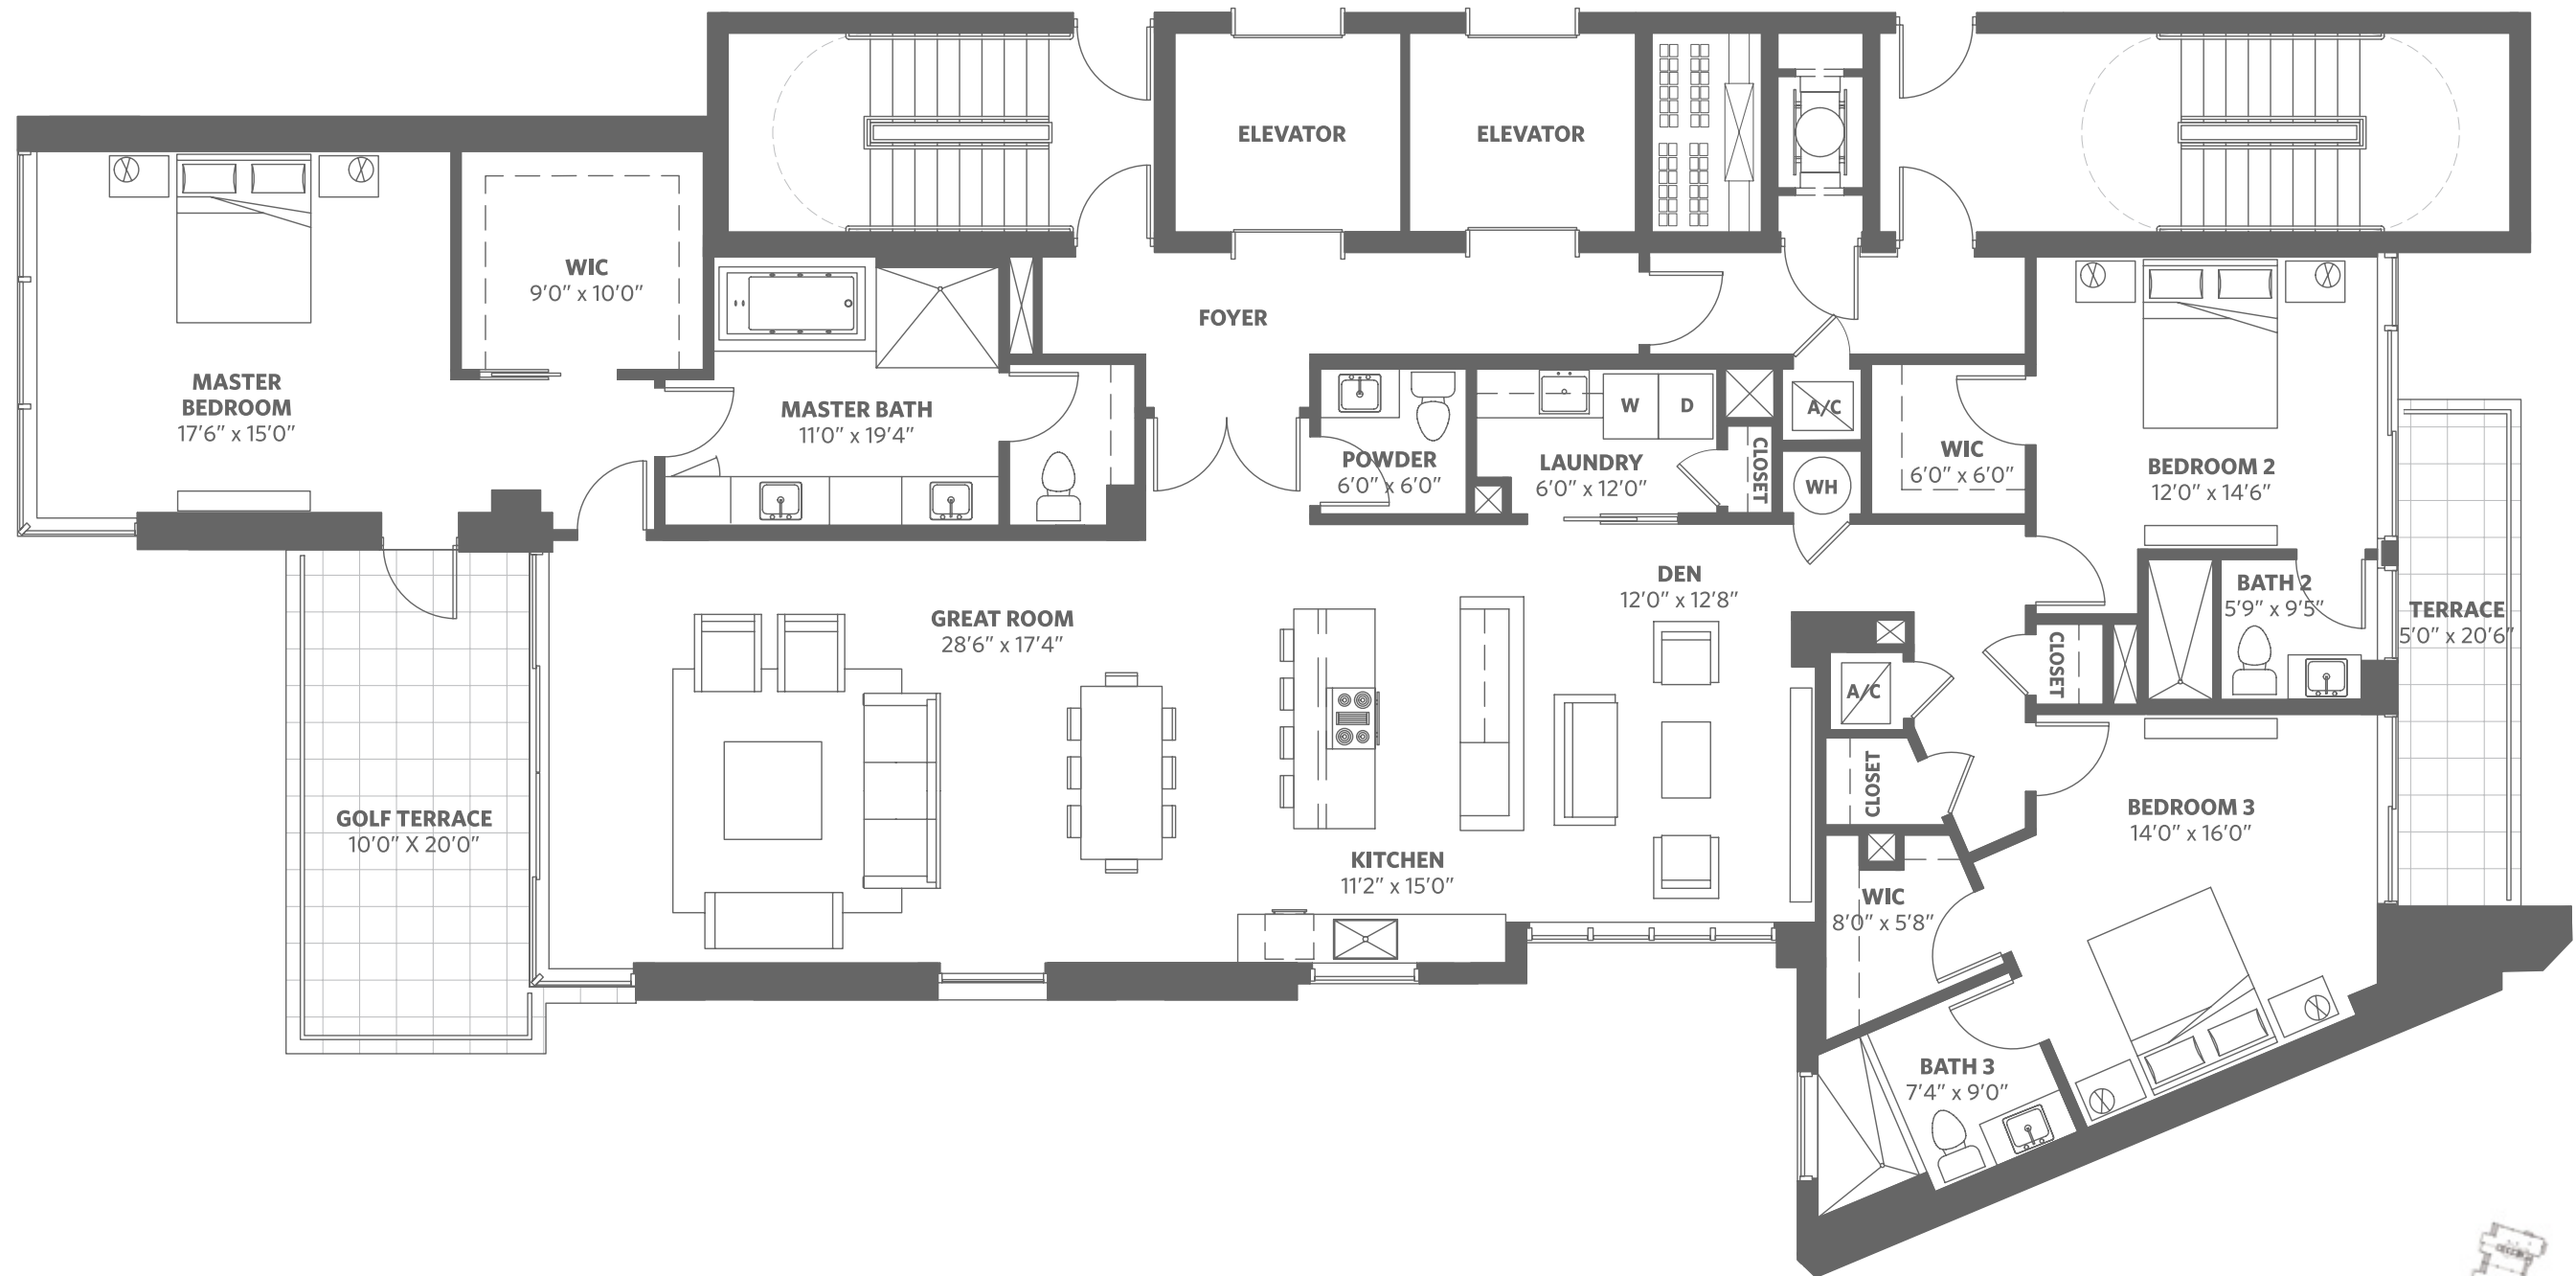 ELEVATOR
ELEVATOR
WIC
9'0" x 10'0"
FOYER
MASTER
BEDROOM
17'6" x 15'0"
MASTER BATH
11'0" x 19'4"
POWDER
6'0" x 6'0"
W
D
LAUNDRY
6'0" x 12'0"
CLOSET
A/C
WH
WIC
6'0" x 6'0"
BEDROOM 2
12'0" x 14'6"
DEN
12'0" x 12'8"
BATH 2
5'9" x 9'5"
TERRACE
5'0" x 20'6"
GREAT ROOM
28'6" x 17'4"
CLOSET
A/C
CLOSET
GOLF TERRACE
10'0" X 20'0"
BEDROOM 3
14'0" x 16'0"
KITCHEN
11'2" x 15'0"
WIC
8'0" x 5'8"
BATH 3
7'4" x 9'0"